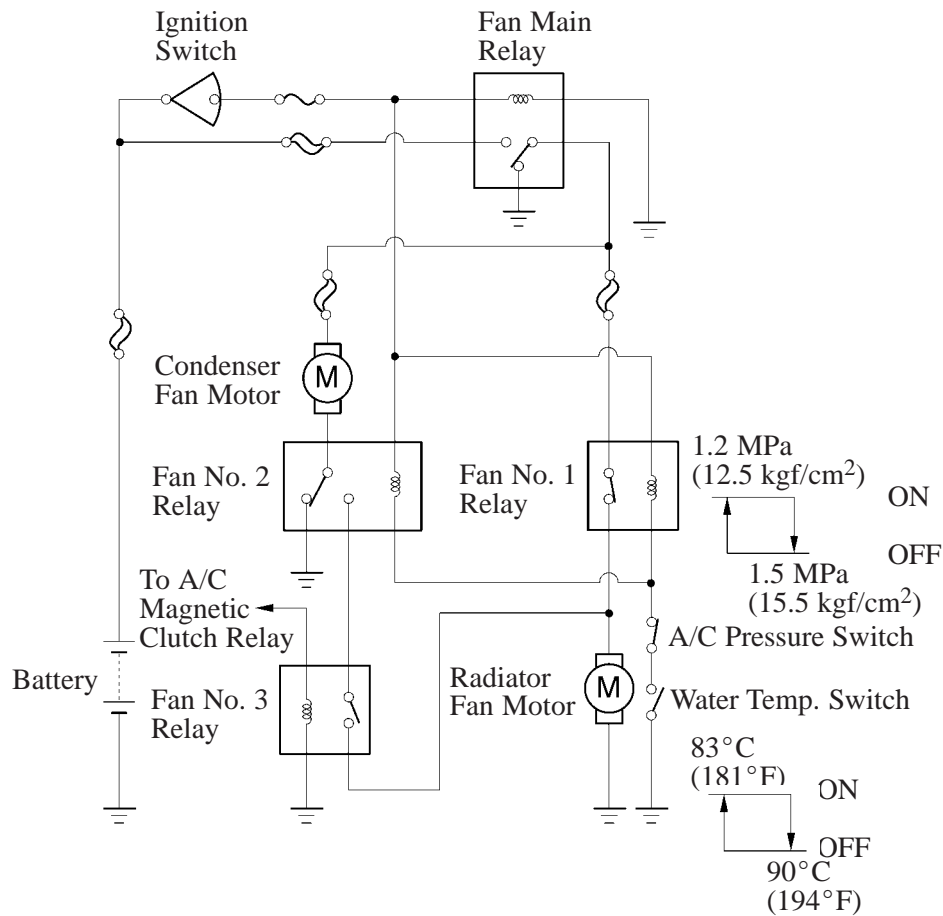 Ignition
Switch
Fan Main
Relay
Condenser
Fan Motor
M
Fan No. 2
Relay
Fan No. 1
Relay
1.2 MPa
(12.5 kgf/cm²)
ON
OFF
1.5 MPa
(15.5 kgf/cm²)
To A/C
Magnetic
Clutch Relay
A/C Pressure Switch
Battery
Fan No. 3
Relay
Radiator
Fan Motor
M
Water Temp. Switch
83°C
(181°F)
ON
OFF
90°C
(194°F)